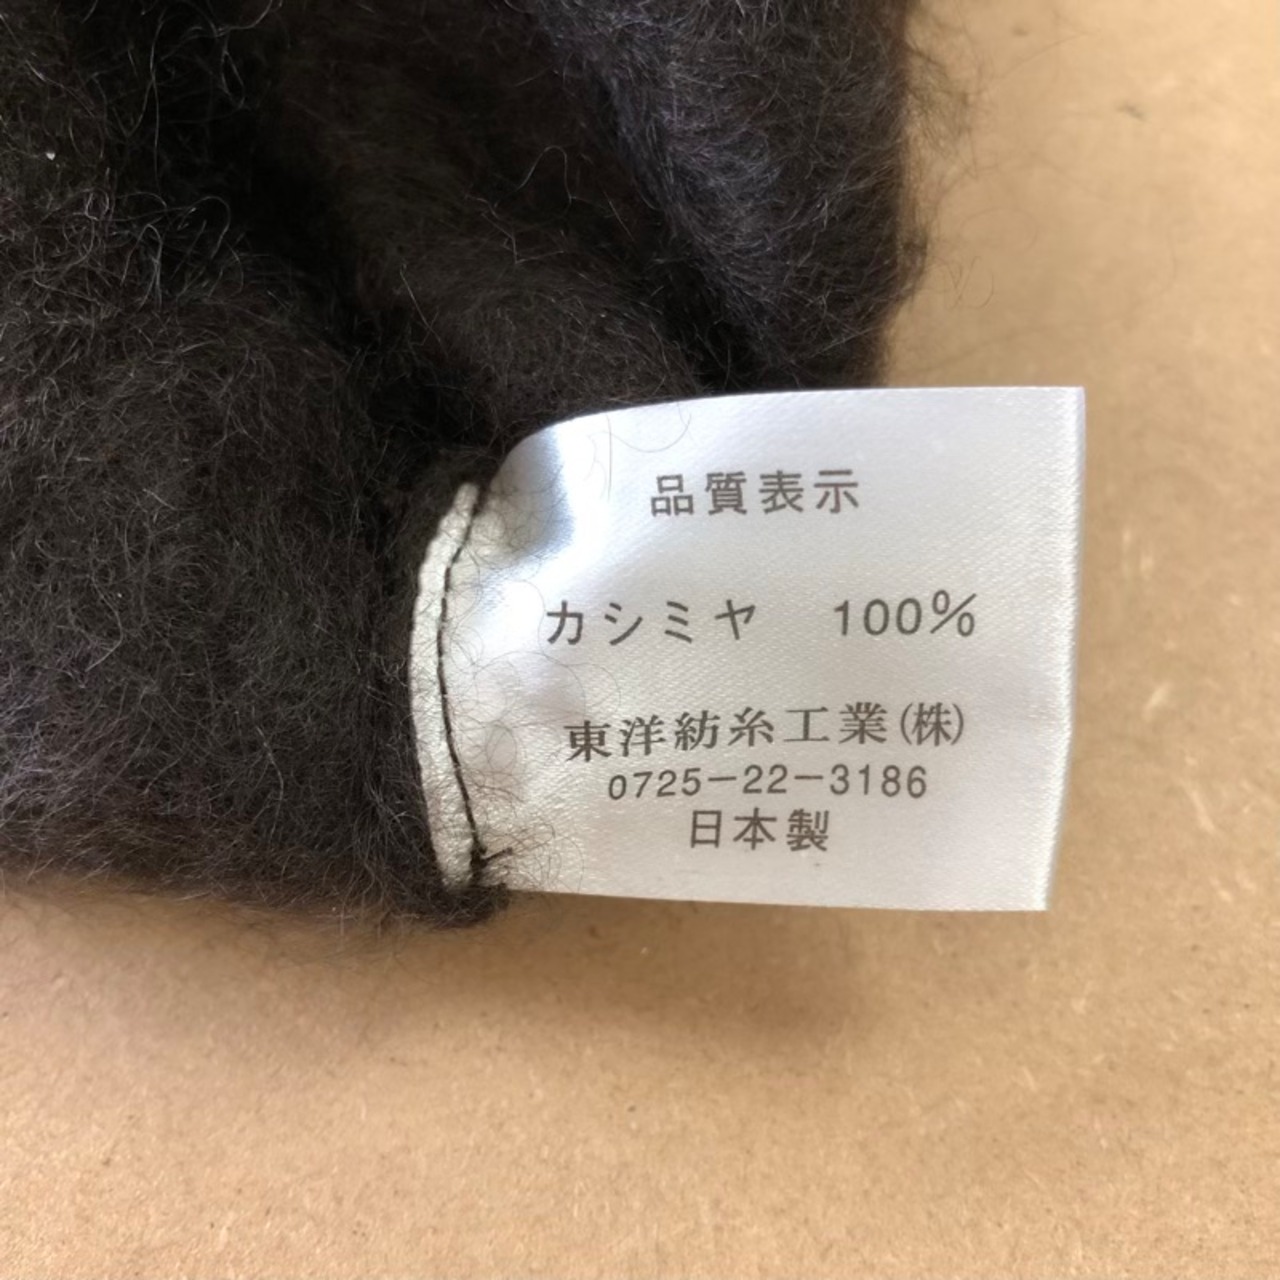 品質表示
カシミヤ 100%
東洋紡糸工業(株)
0725-22-3186
日本製